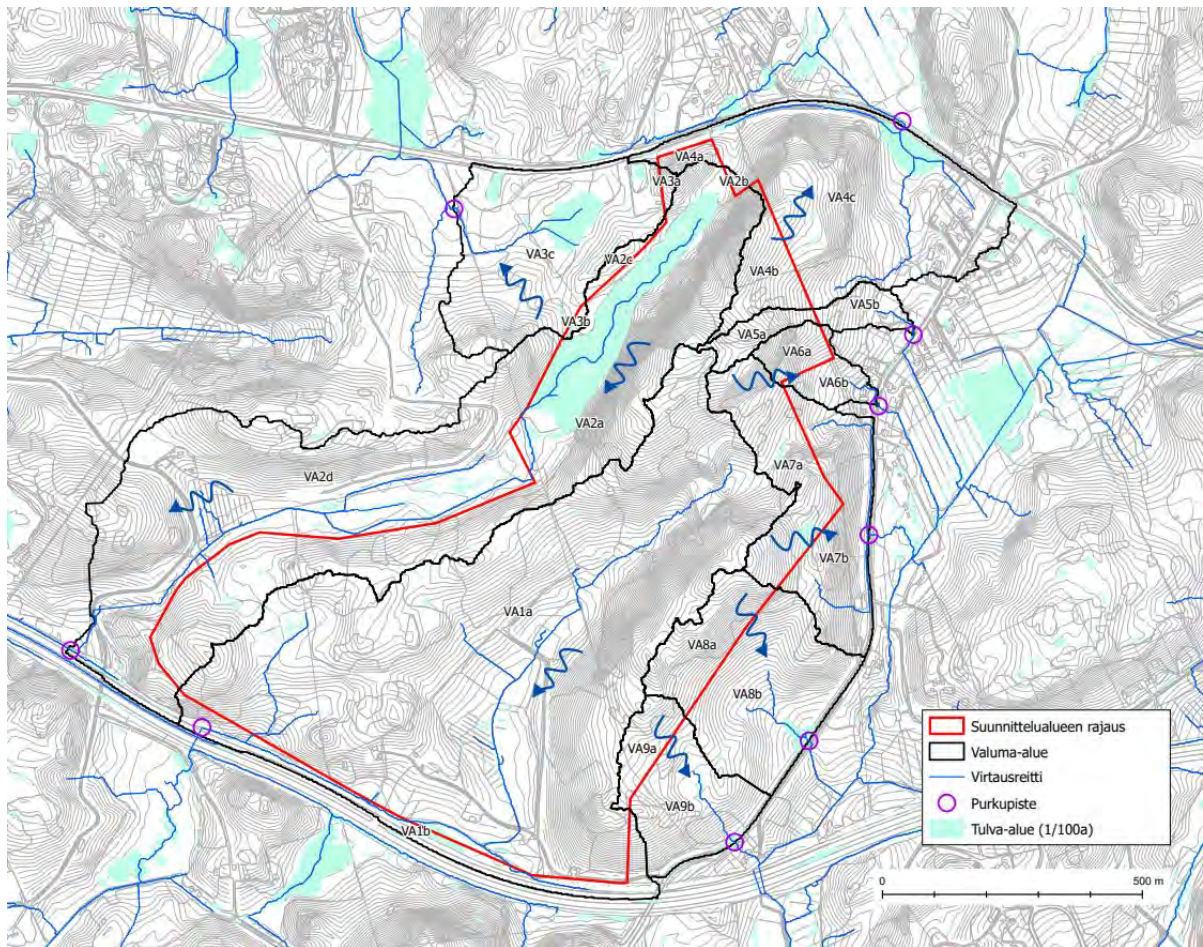 VA4a
VA3a
VA2b
VA4c
VA3c
VA2c
VA4b
VA5b
VA3b
VA5a
VA6a
VA6b
VA2a
VA7a
VA2d
VA7b
VA1a
VA8a
VA8b
VA9a
VA9b
VA1b
Suunnittelualueen rajaus
Valuma-alue
Virtausreitti
Purkupiste
Tulva-alue (1/100a)
0 500 m